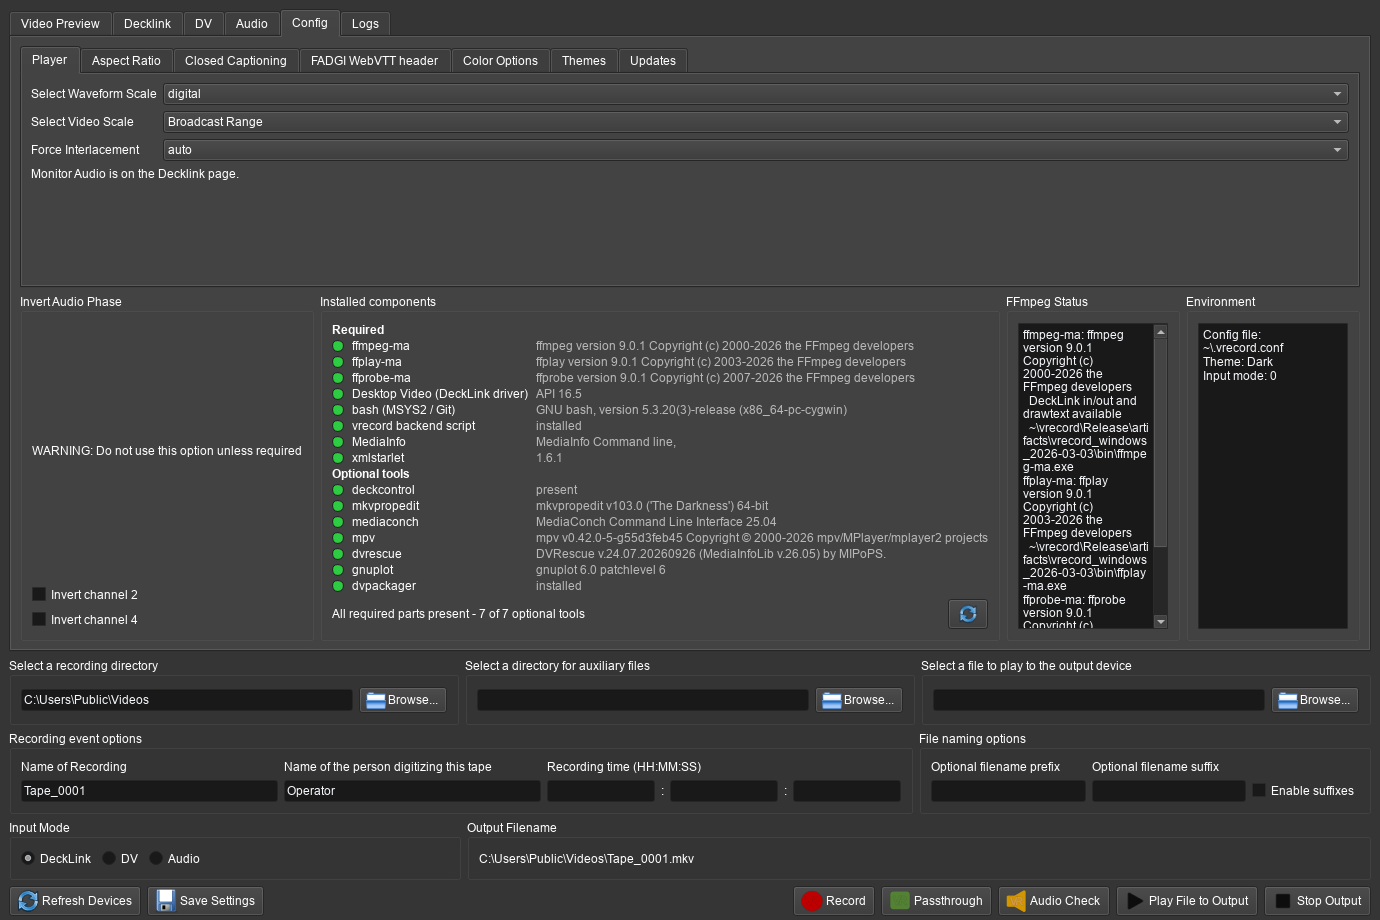 Video Preview
Decklink
DV
Audio
Config
Logs
Player
Aspect Ratio
Closed Captioning
FADGI WebVTT header
Color Options
Themes
Updates
Select Waveform Scale
digital
Select Video Scale
Broadcast Range
Force Interlacement
auto
Monitor Audio is on the Decklink page.
Invert Audio Phase
WARNING: Do not use this option unless required
Invert channel 2
Invert channel 4
Installed components
Required
ffmpeg-ma ffmpeg version 9.0.1 Copyright (c) 2000-2026 the FFmpeg developers
ffplay-ma ffplay version 9.0.1 Copyright (c) 2003-2026 the FFmpeg developers
ffprobe-ma ffprobe version 9.0.1 Copyright (c) 2007-2026 the FFmpeg developers
Desktop Video (DeckLink driver) API 16.5
bash (MSYS2 / Git) GNU bash, version 5.3.20(3)-release (x86_64-pc-cygwin)
vrecord backend script installed
MediaInfo MediaInfo Command line,
xmlstarlet 1.6.1
Optional tools
deckcontrol present
mkvpropedit mkvpropedit v103.0 ('The Darkness') 64-bit
mediaconch MediaConch Command Line Interface 25.04
mpv mpv v0.42.0-5-g55d3feb45 Copyright © 2000-2026 mpv/MPlayer/mplayer2 projects
dvrescue DVRescue v.24.07.20260926 (MediaInfoLib v.26.05) by MIPoPS.
gnuplot gnuplot 6.0 patchlevel 6
dvpackager installed
All required parts present - 7 of 7 optional tools
FFmpeg Status
ffmpeg-ma: ffmpeg
version 9.0.1
Copyright (c)
2000-2026 the
FFmpeg developers
DeckLink in/out and
drawtext available
~\vrecord\Release\arti
facts\vrecord_windows
_2026-03-03\bin\ffmpe
g-ma.exe
ffplay-ma: ffplay
version 9.0.1
Copyright (c)
2003-2026 the
FFmpeg developers
~\vrecord\Release\arti
facts\vrecord_windows
_2026-03-03\bin\ffplay
-ma.exe
ffprobe-ma: ffprobe
version 9.0.1
Copyright (c)
Environment
Config file:
~\.vrecord.conf
Theme: Dark
Input mode: 0
Select a recording directory
C:\Users\Public\Videos
Browse...
Select a directory for auxiliary files
Browse...
Select a file to play to the output device
Browse...
Recording event options
Name of Recording
Tape_0001
Name of the person digitizing this tape
Operator
Recording time (HH:MM:SS)
: :
File naming options
Optional filename prefix
Optional filename suffix
Enable suffixes
Input Mode
DeckLink
DV
Audio
Output Filename
C:\Users\Public\Videos\Tape_0001.mkv
Refresh Devices
Save Settings
Record
Passthrough
Audio Check
Play File to Output
Stop Output